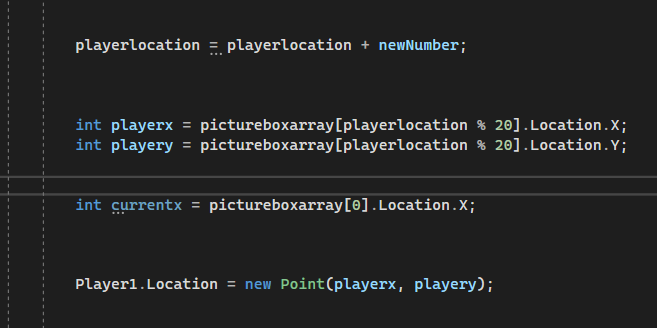 playerlocation = playerlocation + newNumber;
int playerx = pictureboxarray[playerlocation % 20].Location.X;
int playery = pictureboxarray[playerlocation % 20].Location.Y;
int currentx = pictureboxarray[0].Location.X;
Player1.Location = new Point(playerx, playery);